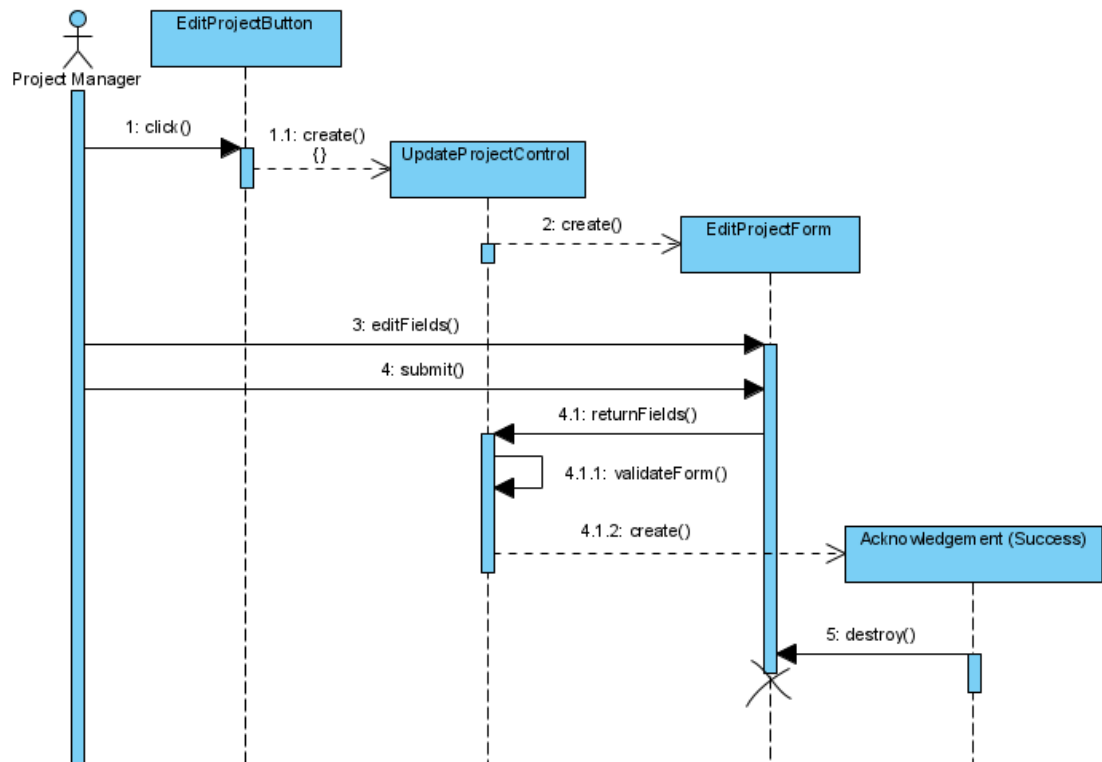 EditProjectButton
Project Manager
1: click()
1.1: create()
{}
UpdateProjectControl
2: create()
EditProjectForm
3: editFields()
4: submit()
4.1: returnFields()
4.1.1: validateForm()
4.1.2: create()
Acknowledgement (Success)
5: destroy()